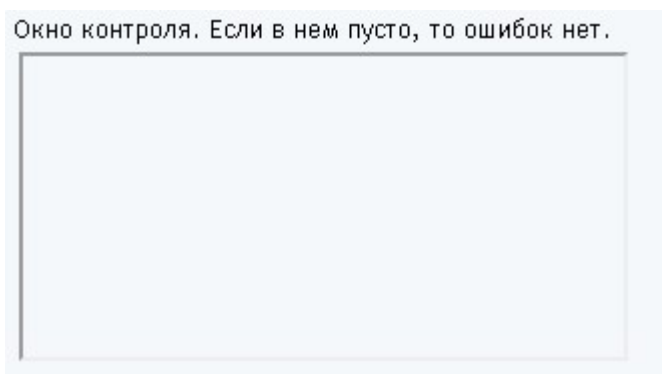 Окно контроля. Если в нем пусто, то ошибок нет.